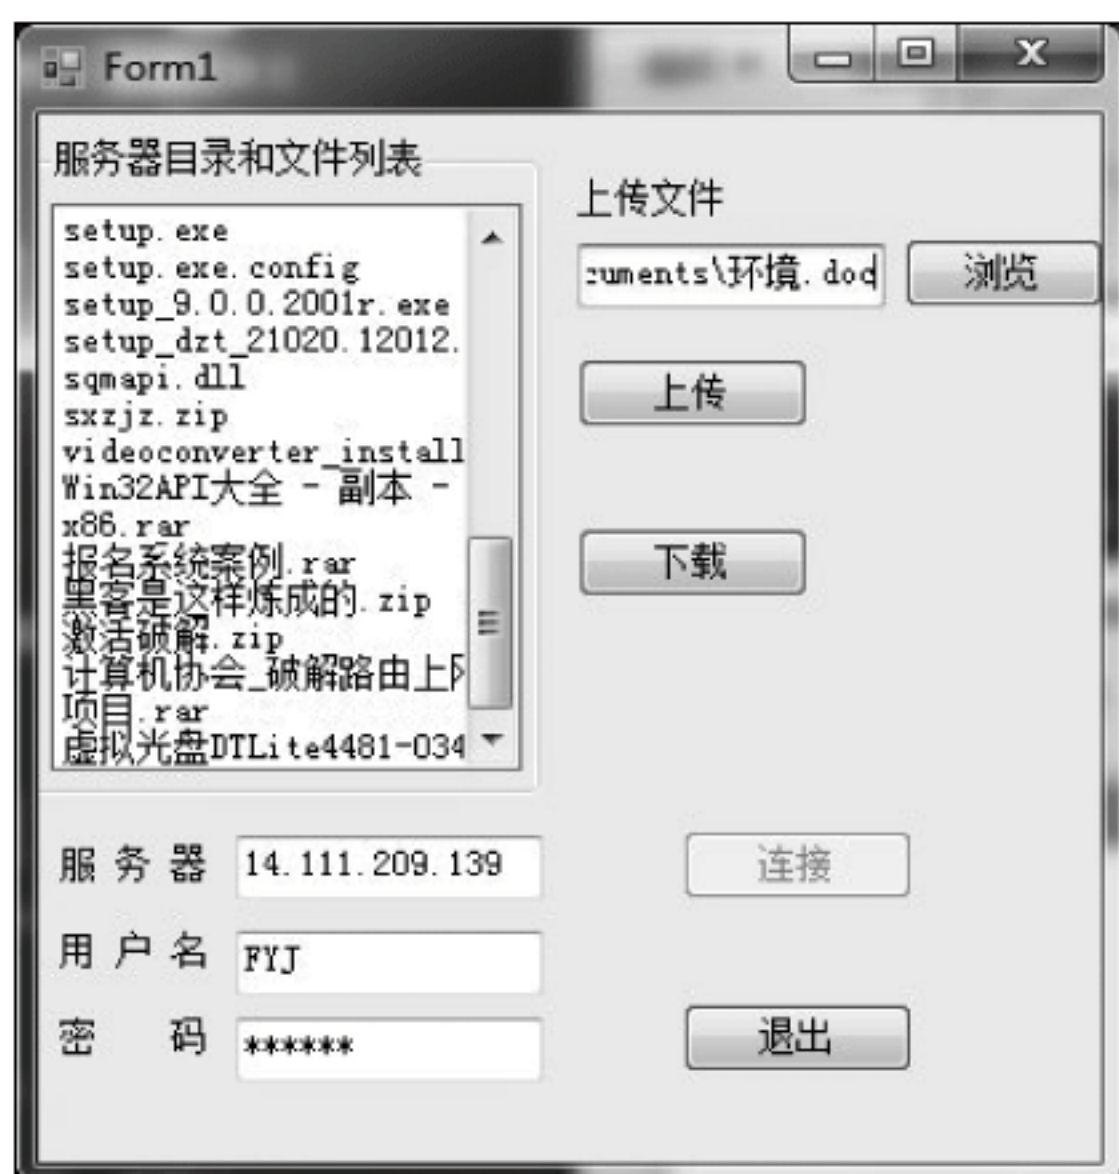 Form1
服务器目录和文件列表
setup.exe
setup.exe.config
setup_9.0.0.2001r.exe
setup_dzt_21020.12012.
sqmapi.dll
sxzjz.zip
videoconverter_install
Win32API大全 - 副本 -
x86.rar
报名系统案例.rar
黑客是这样炼成的.zip
激活破解.zip
计算机协会_破解路由上
项目.rar
虚拟光盘DTLite4481-034
上传文件
cuments\环境.doc
浏览
上传
下载
服务器
14.111.209.139
连接
用户名
FYJ
密码
******
退出